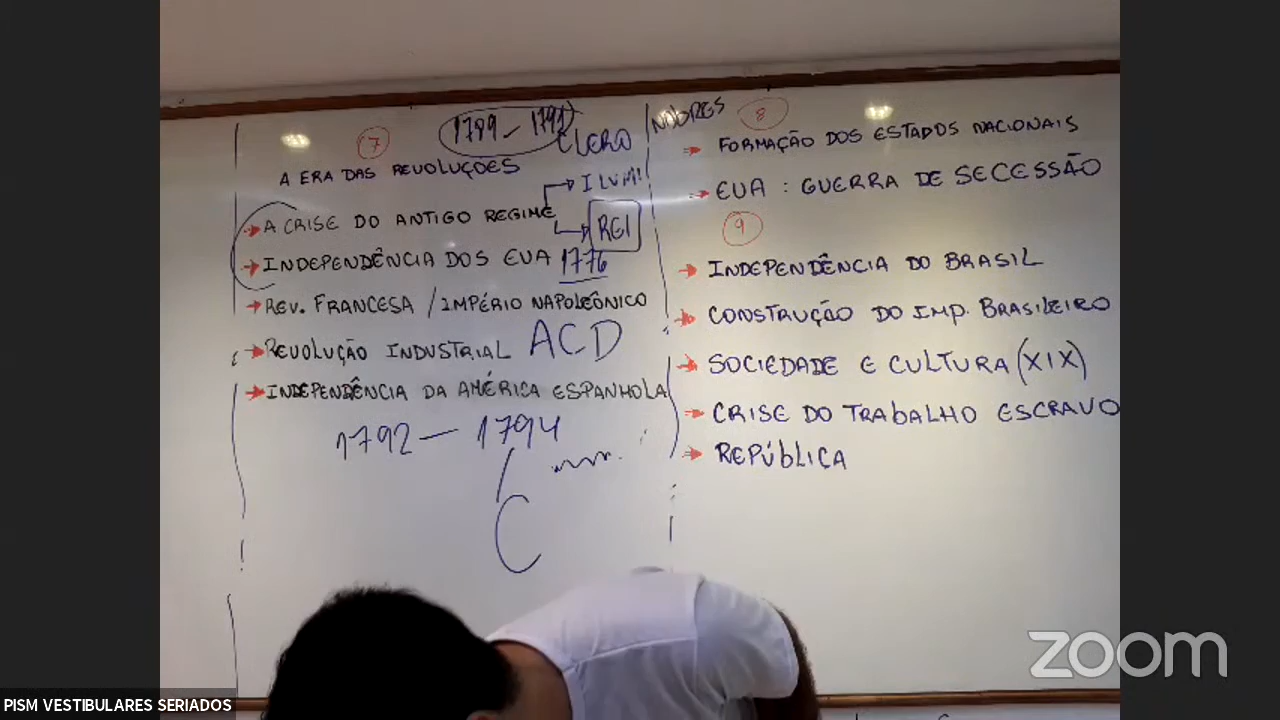 7
1789 - 1791
CLERO
NOBRES
A ERA DAS REVOLUÇÕES
ILUMI
A CRISE DO ANTIGO REGIME
REI
INDEPENDÊNCIA DOS EUA 1776
REV. FRANCESA / IMPÉRIO NAPOLEÔNICO
REVOLUÇÃO INDUSTRIAL ACD
INDEPENDÊNCIA DA AMÉRICA ESPANHOLA
1792 - 1794
C
8
FORMAÇÃO DOS ESTADOS NACIONAIS
EUA : GUERRA DE SECESSÃO
9
INDEPENDÊNCIA DO BRASIL
CONSTRUÇÃO DO IMP. BRASILEIRO
SOCIEDADE E CULTURA (XIX)
CRISE DO TRABALHO ESCRAVO
REPÚBLICA
zoom
PISM VESTIBULARES SERIADOS